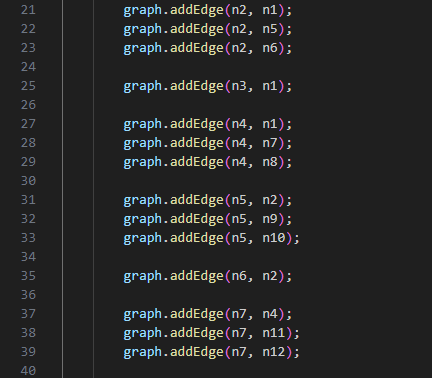 21 graph.addEdge(n2, n1);
22 graph.addEdge(n2, n5);
23 graph.addEdge(n2, n6);
24
25 graph.addEdge(n3, n1);
26
27 graph.addEdge(n4, n1);
28 graph.addEdge(n4, n7);
29 graph.addEdge(n4, n8);
30
31 graph.addEdge(n5, n2);
32 graph.addEdge(n5, n9);
33 graph.addEdge(n5, n10);
34
35 graph.addEdge(n6, n2);
36
37 graph.addEdge(n7, n4);
38 graph.addEdge(n7, n11);
39 graph.addEdge(n7, n12);
40